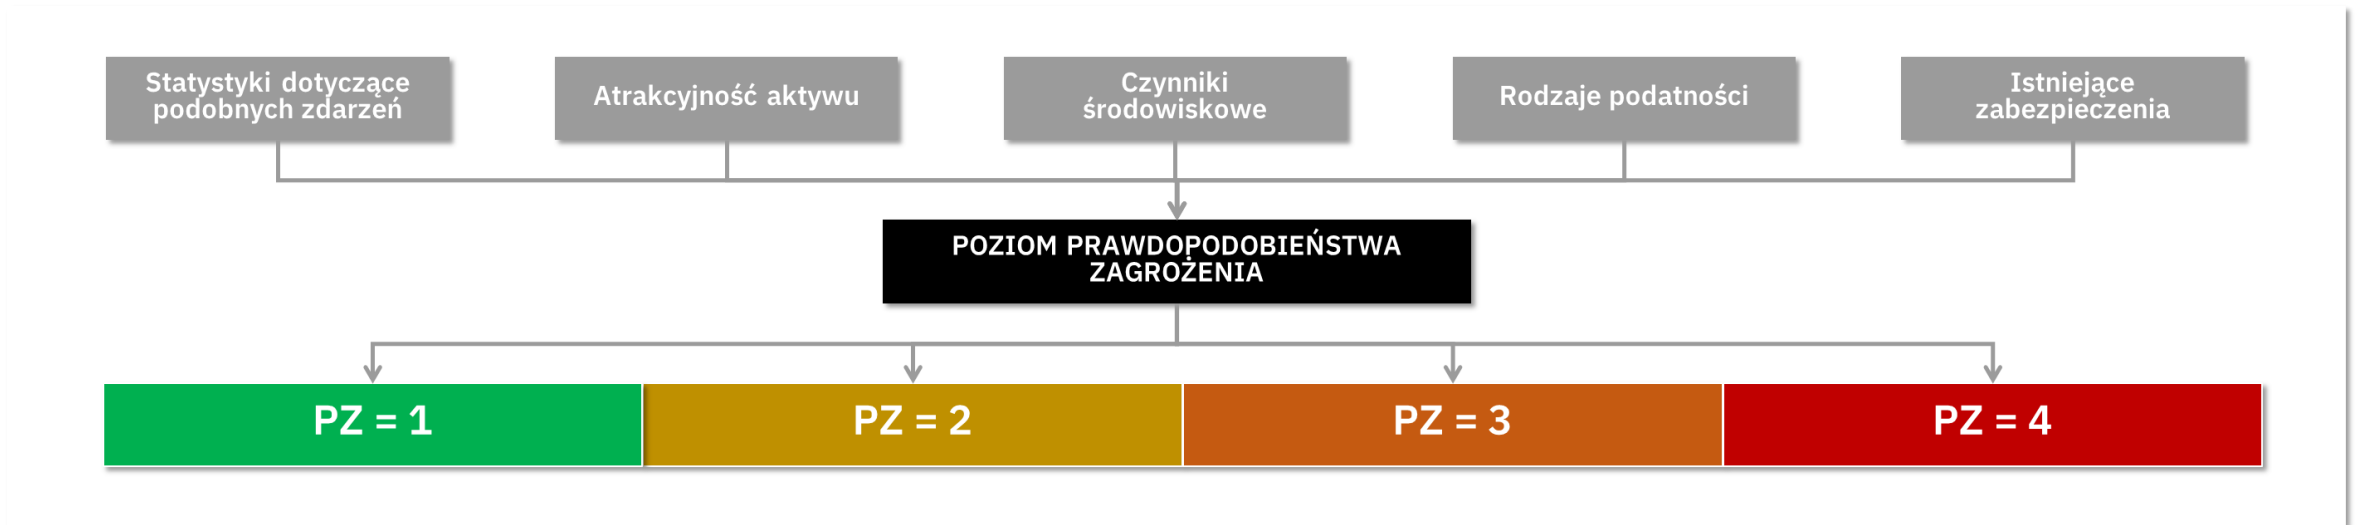 Statystyki dotyczące
podobnych zdarzeń
Atrakcyjność aktywu
Czynniki
środowiskowe
Rodzaje podatności
Istniejące
zabezpieczenia
POZIOM PRAWDOPODOBIEŃSTWA
ZAGROŻENIA
PZ = 1
PZ = 2
PZ = 3
PZ = 4